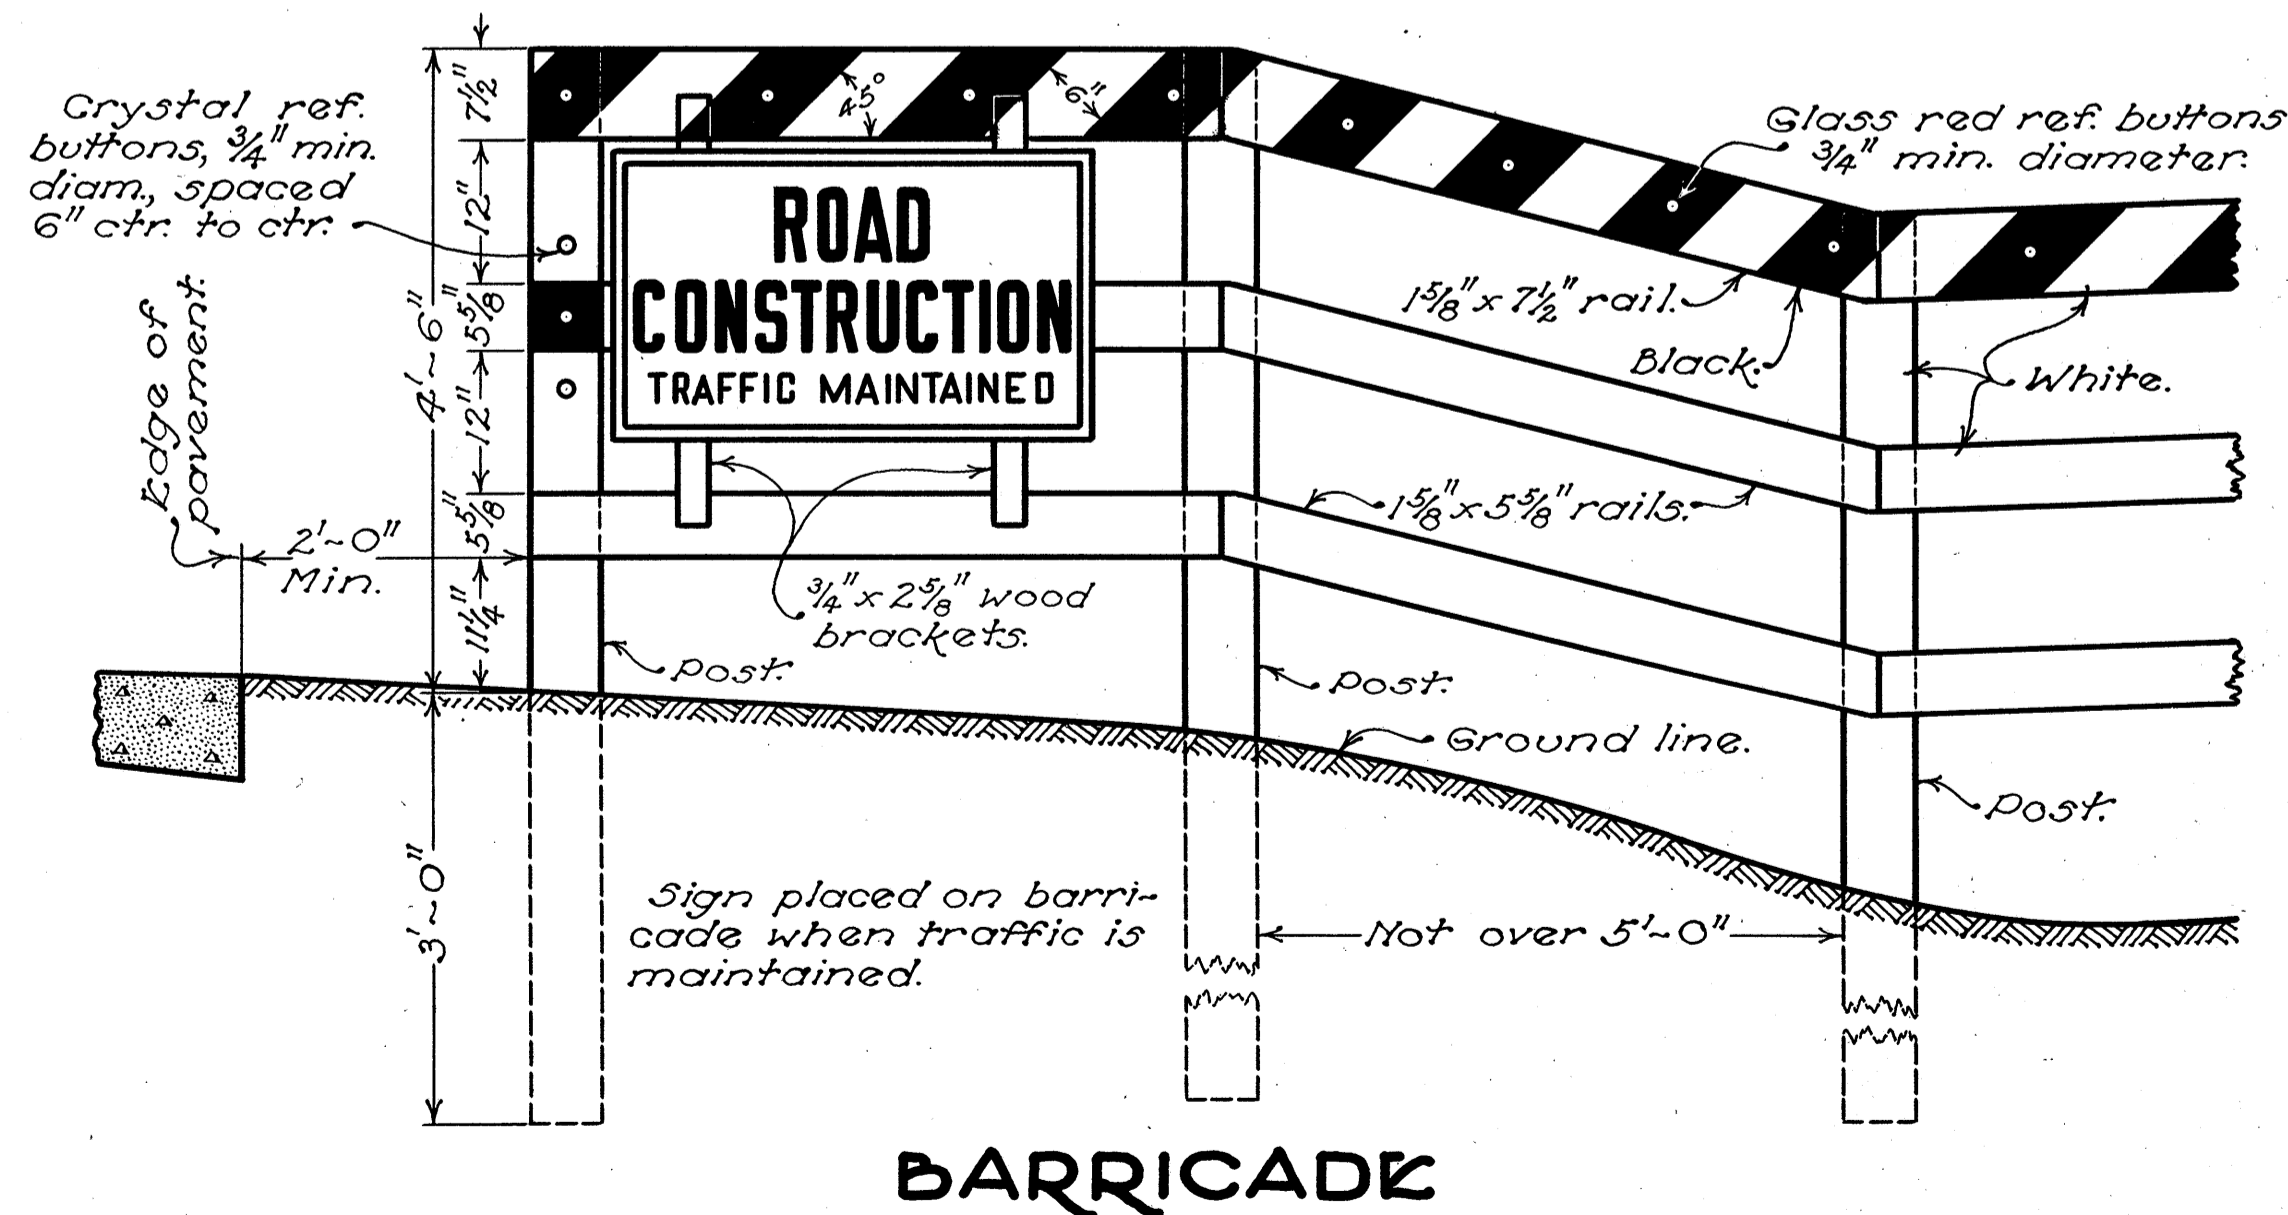 7½"
Crystal ref.
buttons, ¾" min.
diam., spaced
6" ctr. to ctr.
45°
6"
Glass red ref. buttons
¾" min. diameter.
12"
ROAD
CONSTRUCTION
TRAFFIC MAINTAINED
1⅝" x 7½" rail.
Black.
White.
Edge of
pavement.
4'~6"
5⅝"
12"
5⅝"
1⅝" x 5⅝" rails.
2'~0"
Min.
11¼"
¾" x 2⅝" wood
brackets.
Post.
Post.
Ground line.
Post.
3'~0"
Sign placed on barri-
cade when traffic is
maintained.
Not over 5'~0"
BARRICADE